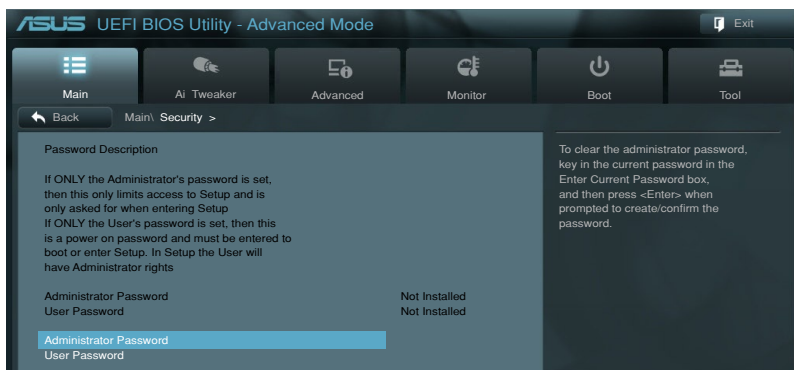 ASUS UEFI BIOS Utility - Advanced Mode
Exit
Main
Ai Tweaker
Advanced
Monitor
Boot
Tool
Back
Main\ Security >
Password Description
If ONLY the Administrator's password is set,
then this only limits access to Setup and is
only asked for when entering Setup
If ONLY the User's password is set, then this
is a power on password and must be entered to
boot or enter Setup. In Setup the User will
have Administrator rights
Administrator Password Not Installed
User Password Not Installed
Administrator Password
User Password
To clear the administrator password,
key in the current password in the
Enter Current Password box,
and then press <Enter> when
prompted to create/confirm the
password.